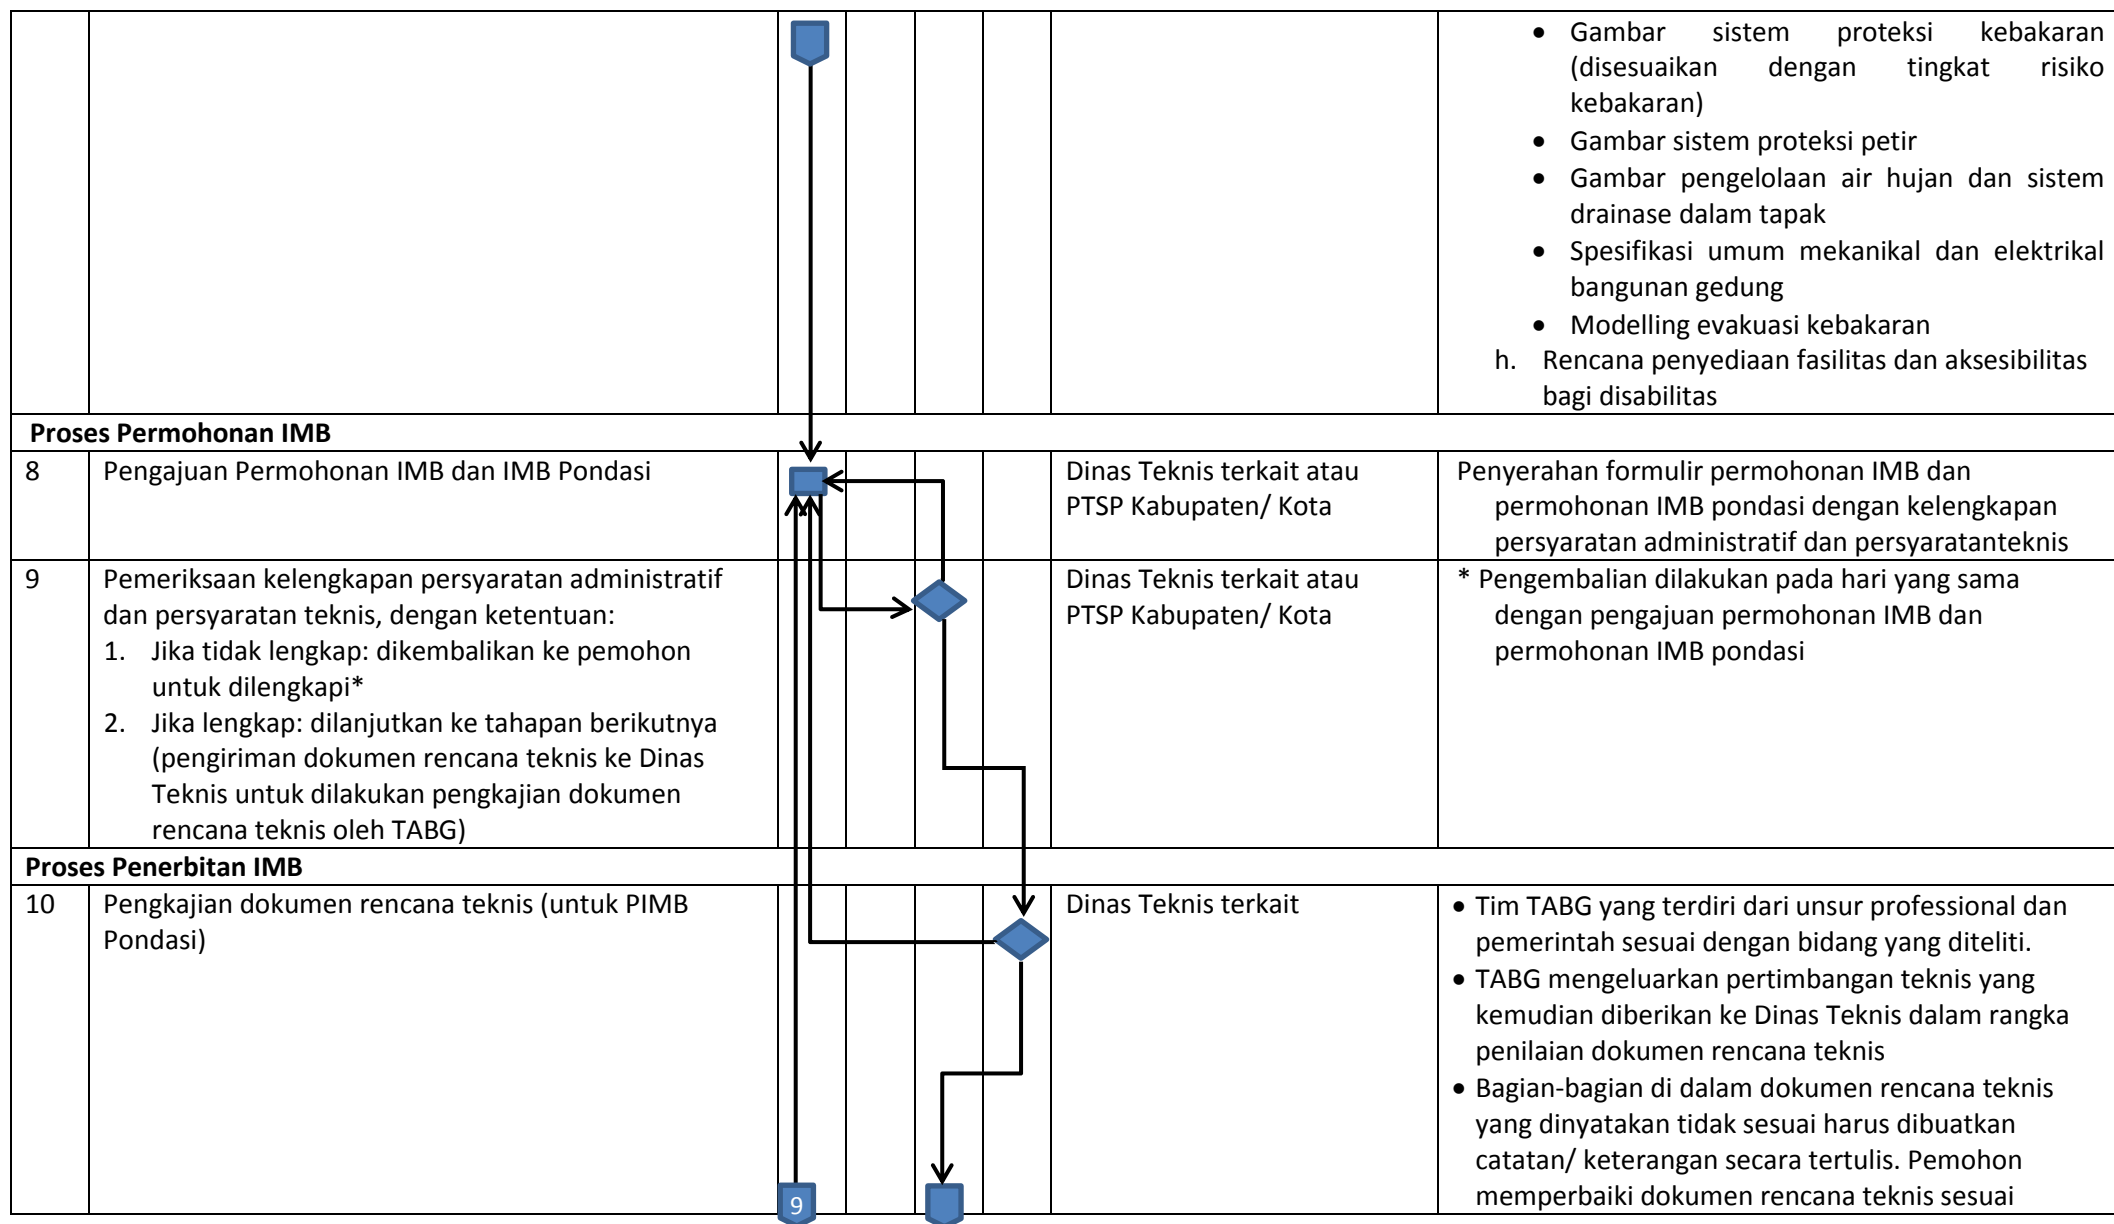 • Gambar sistem proteksi kebakaran
(disesuaikan dengan tingkat risiko
kebakaran)
• Gambar sistem proteksi petir
• Gambar pengelolaan air hujan dan sistem
drainase dalam tapak
• Spesifikasi umum mekanikal dan elektrikal
bangunan gedung
• Modelling evakuasi kebakaran
h. Rencana penyediaan fasilitas dan aksesibilitas
bagi disabilitas
Proses Permohonan IMB
8
Pengajuan Permohonan IMB dan IMB Pondasi
Dinas Teknis terkait atau
PTSP Kabupaten/ Kota
Penyerahan formulir permohonan IMB dan
permohonan IMB pondasi dengan kelengkapan
persyaratan administratif dan persyaratanteknis
9
Pemeriksaan kelengkapan persyaratan administratif
dan persyaratan teknis, dengan ketentuan:
1. Jika tidak lengkap: dikembalikan ke pemohon
untuk dilengkapi*
2. Jika lengkap: dilanjutkan ke tahapan berikutnya
(pengiriman dokumen rencana teknis ke Dinas
Teknis untuk dilakukan pengkajian dokumen
rencana teknis oleh TABG)
Dinas Teknis terkait atau
PTSP Kabupaten/ Kota
* Pengembalian dilakukan pada hari yang sama
dengan pengajuan permohonan IMB dan
permohonan IMB pondasi
Proses Penerbitan IMB
10
Pengkajian dokumen rencana teknis (untuk PIMB
Pondasi)
Dinas Teknis terkait
• Tim TABG yang terdiri dari unsur professional dan
pemerintah sesuai dengan bidang yang diteliti.
• TABG mengeluarkan pertimbangan teknis yang
kemudian diberikan ke Dinas Teknis dalam rangka
penilaian dokumen rencana teknis
• Bagian-bagian di dalam dokumen rencana teknis
yang dinyatakan tidak sesuai harus dibuatkan
catatan/ keterangan secara tertulis. Pemohon
memperbaiki dokumen rencana teknis sesuai
9